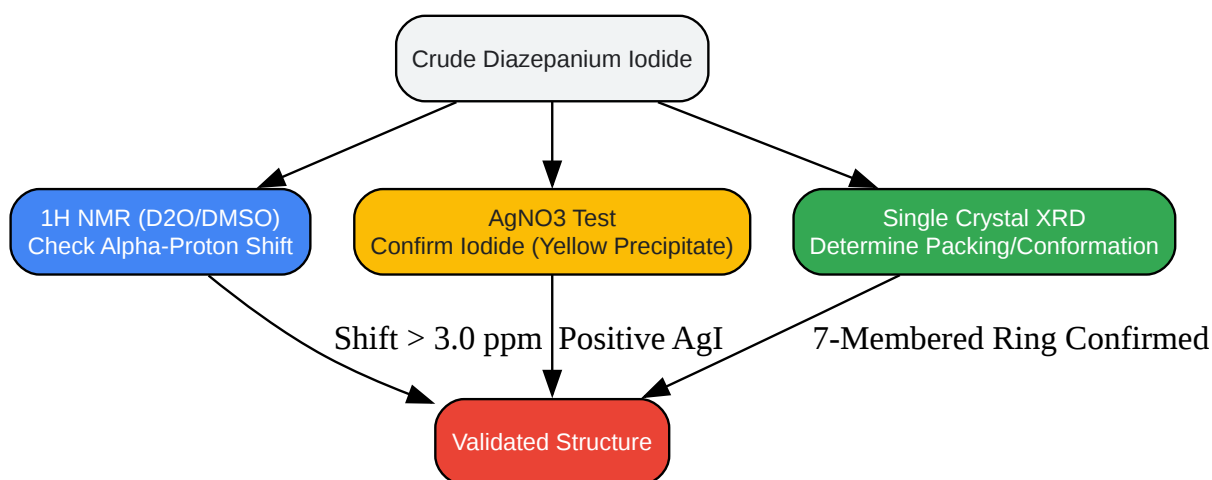 Crude Diazepanium Iodide
1H NMR (D2O/DMSO)
Check Alpha-Proton Shift
AgNO3 Test
Confirm Iodide (Yellow Precipitate)
Single Crystal XRD
Determine Packing/Conformation
Shift > 3.0 ppm
Positive AgI
7-Membered Ring Confirmed
Validated Structure